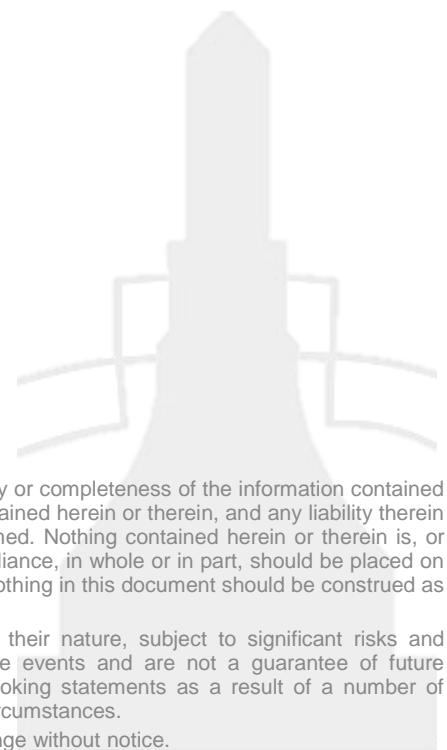 y or completeness of the information contained
ained herein or therein, and any liability therein
ned. Nothing contained herein or therein is, or
liance, in whole or in part, should be placed on
othing in this document should be construed as
their nature, subject to significant risks and
e events and are not a guarantee of future
ooking statements as a result of a number of
rcumstances.
nge without notice.